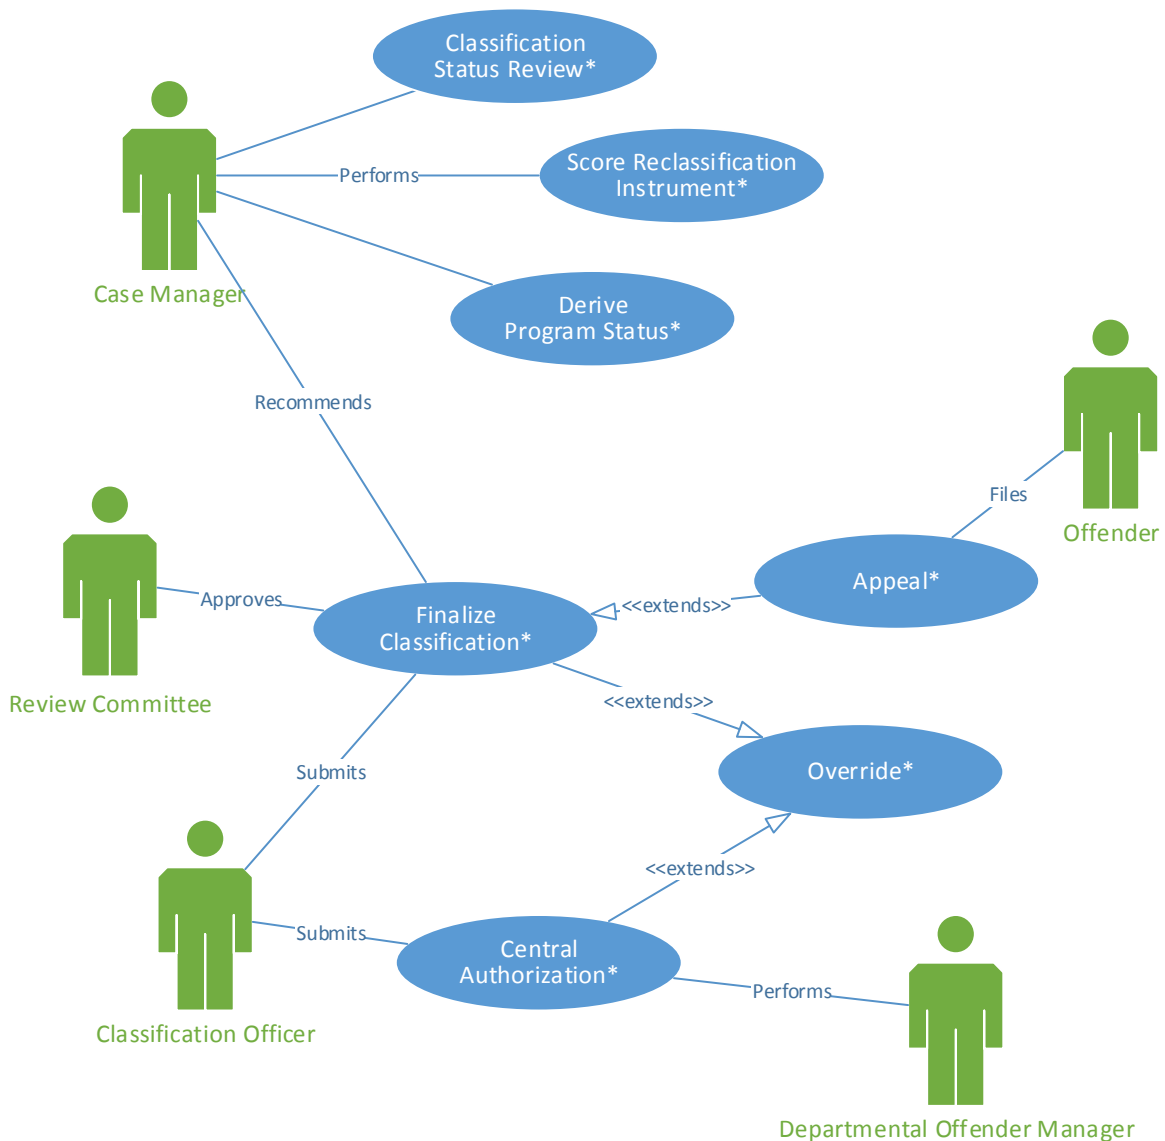 Classification
Status Review*
Score Reclassification
Instrument*
Performs
Case Manager
Derive
Program Status*
Recommends
Files
Offender
Appeal*
Approves
<<extends>>
Finalize
Classification*
Review Committee
<<extends>>
Submits
Override*
<<extends>>
Submits
Central
Authorization*
Performs
Classification Officer
Departmental Offender Manager